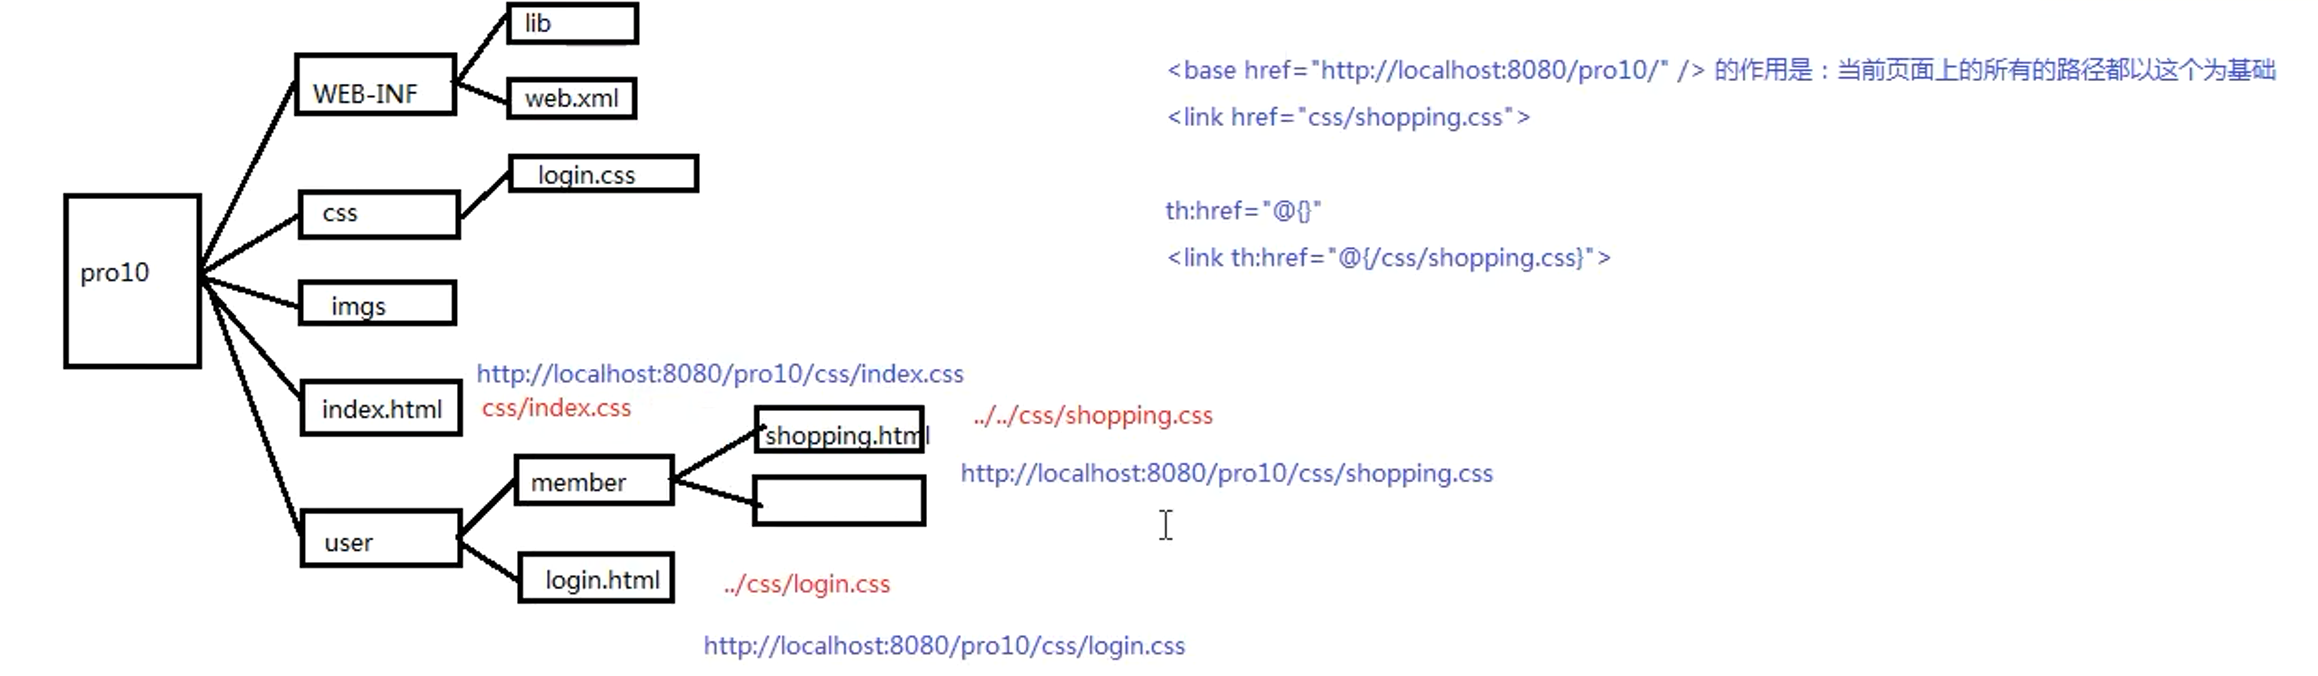 lib
WEB-INF
web.xml
css
login.css
pro10
imgs
index.html
http://localhost:8080/pro10/css/index.css
css/index.css
shopping.html
../../css/shopping.css
http://localhost:8080/pro10/css/shopping.css
member
user
login.html
../css/login.css
http://localhost:8080/pro10/css/login.css
<base href="http://localhost:8080/pro10/" /> 的作用是：当前页面上的所有的路径都以这个为基础
<link href="css/shopping.css">
th:href="@{}"
<link th:href="@{/css/shopping.css}">